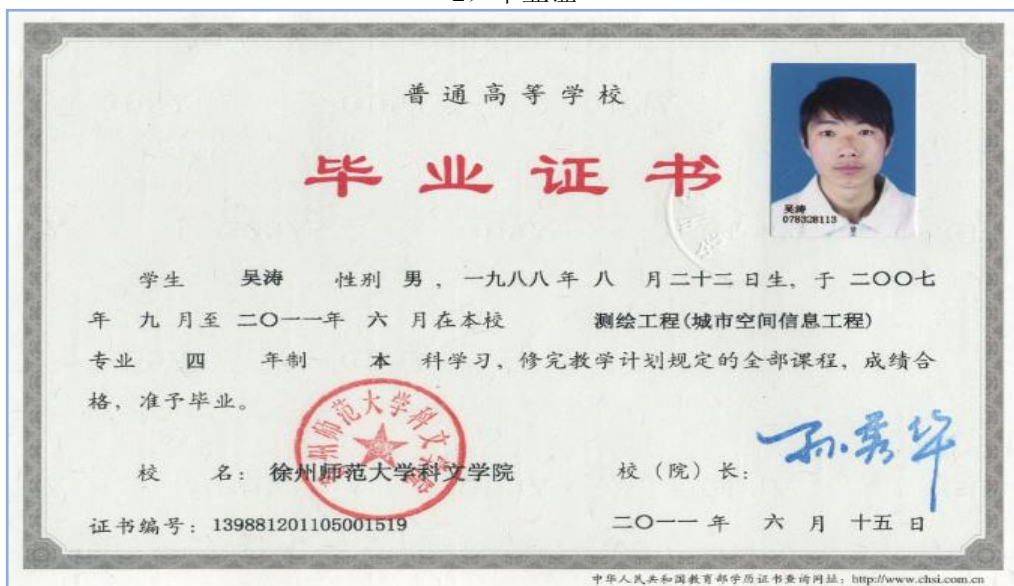 普通高等学校
毕业证书
吴涛
078328113
学生 吴涛 性别 男，一九八八年 八 月二十二日生，于 二〇〇七
年 九 月至 二〇一一年 六 月在本校 测绘工程(城市空间信息工程)
专业 四 年制 本 科学习，修完教学计划规定的全部课程，成绩合
格，准予毕业。
校 名：徐州师范大学科文学院 校（院）长：
证书编号：139881201105001519 二〇一一年 六 月 十五 日
中华人民共和国教育部学历证书查询网址：http://www.chsi.com.cn